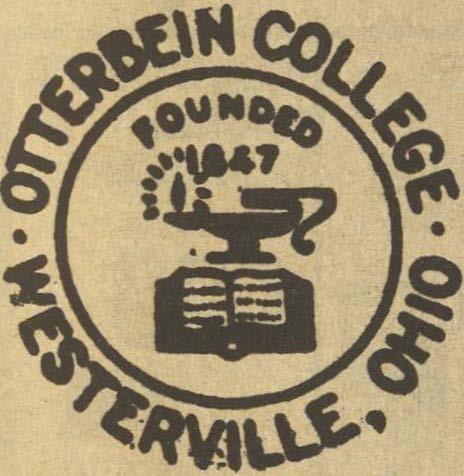 · OTTERBEIN COLLEGE ·
WESTERVILLE, OHIO
FOUNDED
1847